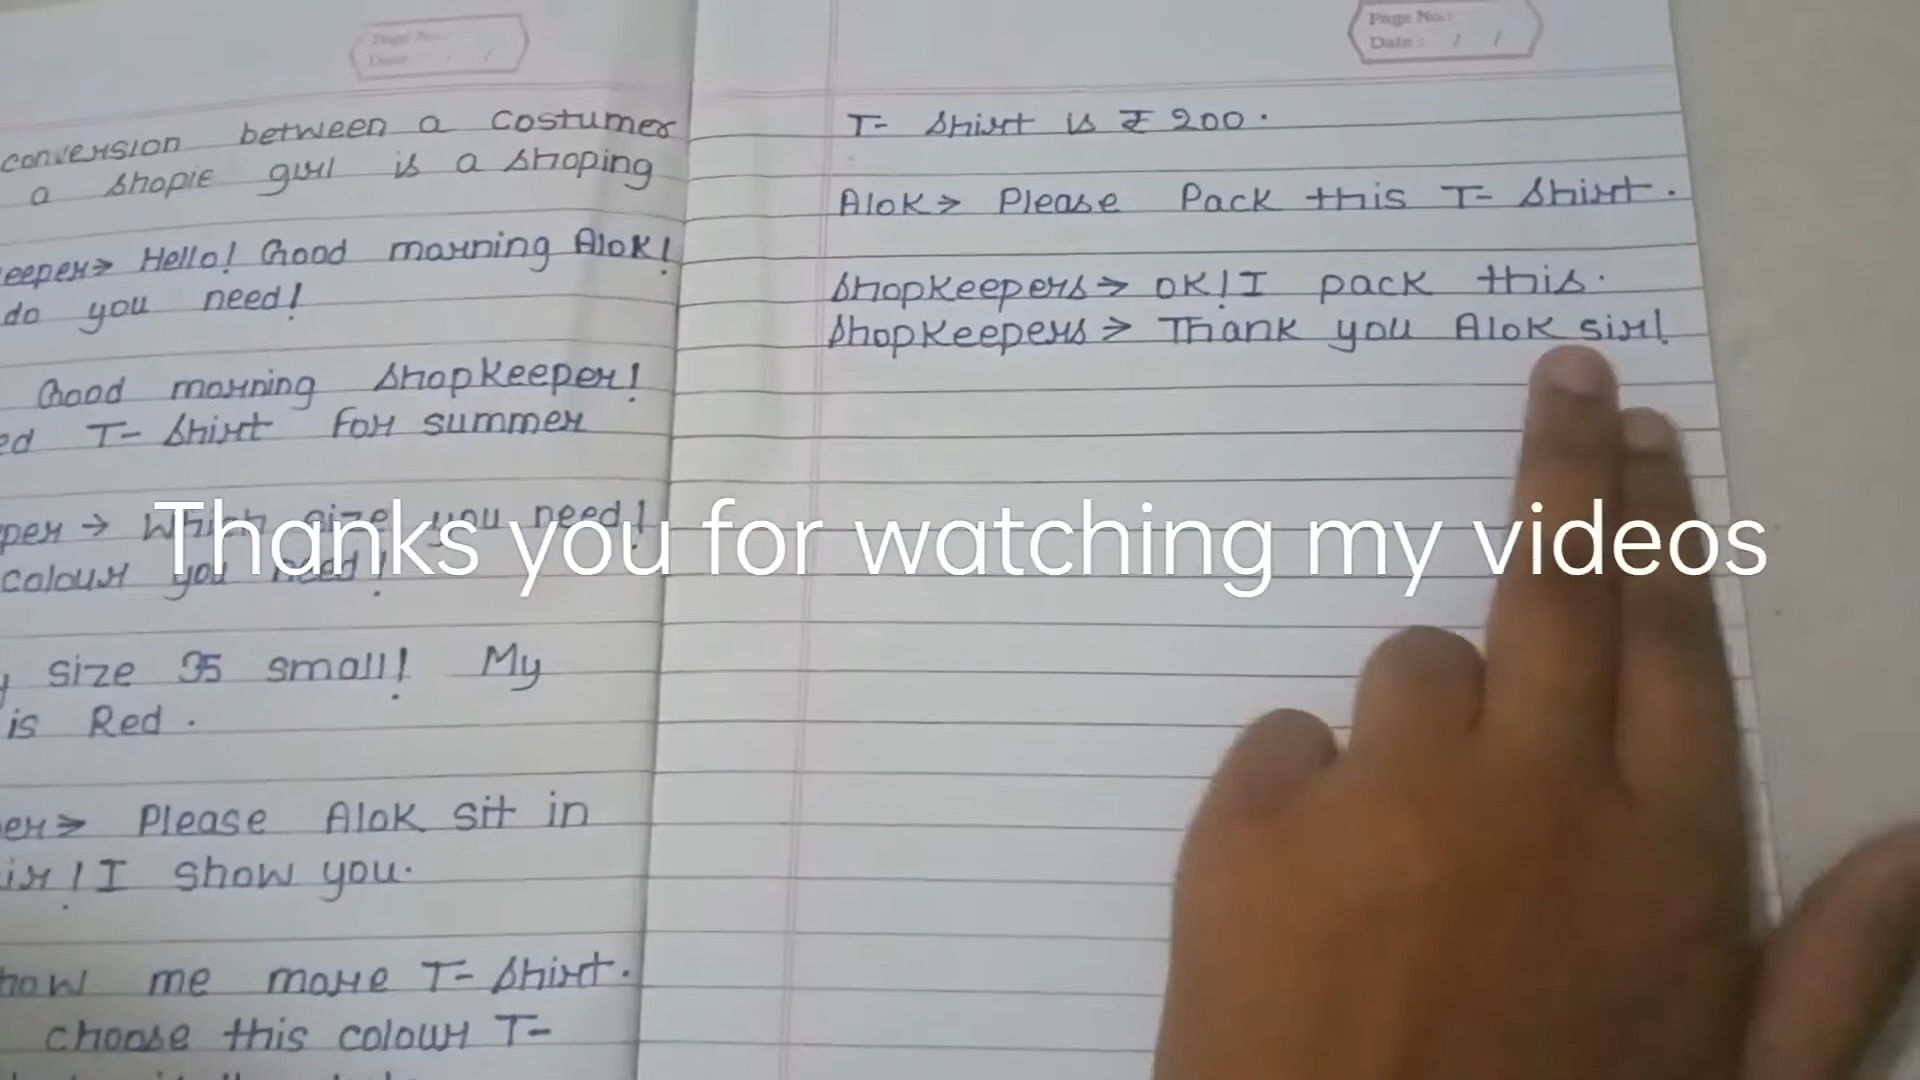 Page No.:
Date: / /
conversion between a costumer
a shopie girl is a shoping
eeper> Hello! Good morning Alok!
do you need!
Good morning shopkeeper!
ed T- shirt For summer
per → Which size you need!
colour you need!
size 35 small! My
is Red.
er> Please Alok sit in
ir! I show you.
how me more T- shirt.
choose this colour T-
Page No.:
Date: / /
T- shirt is ₹ 200.
Alok> Please Pack this T- shirt.
shopkeepers → OK! I pack this.
shopkeepers > Thank you Alok sir!
Thanks you for watching my videos